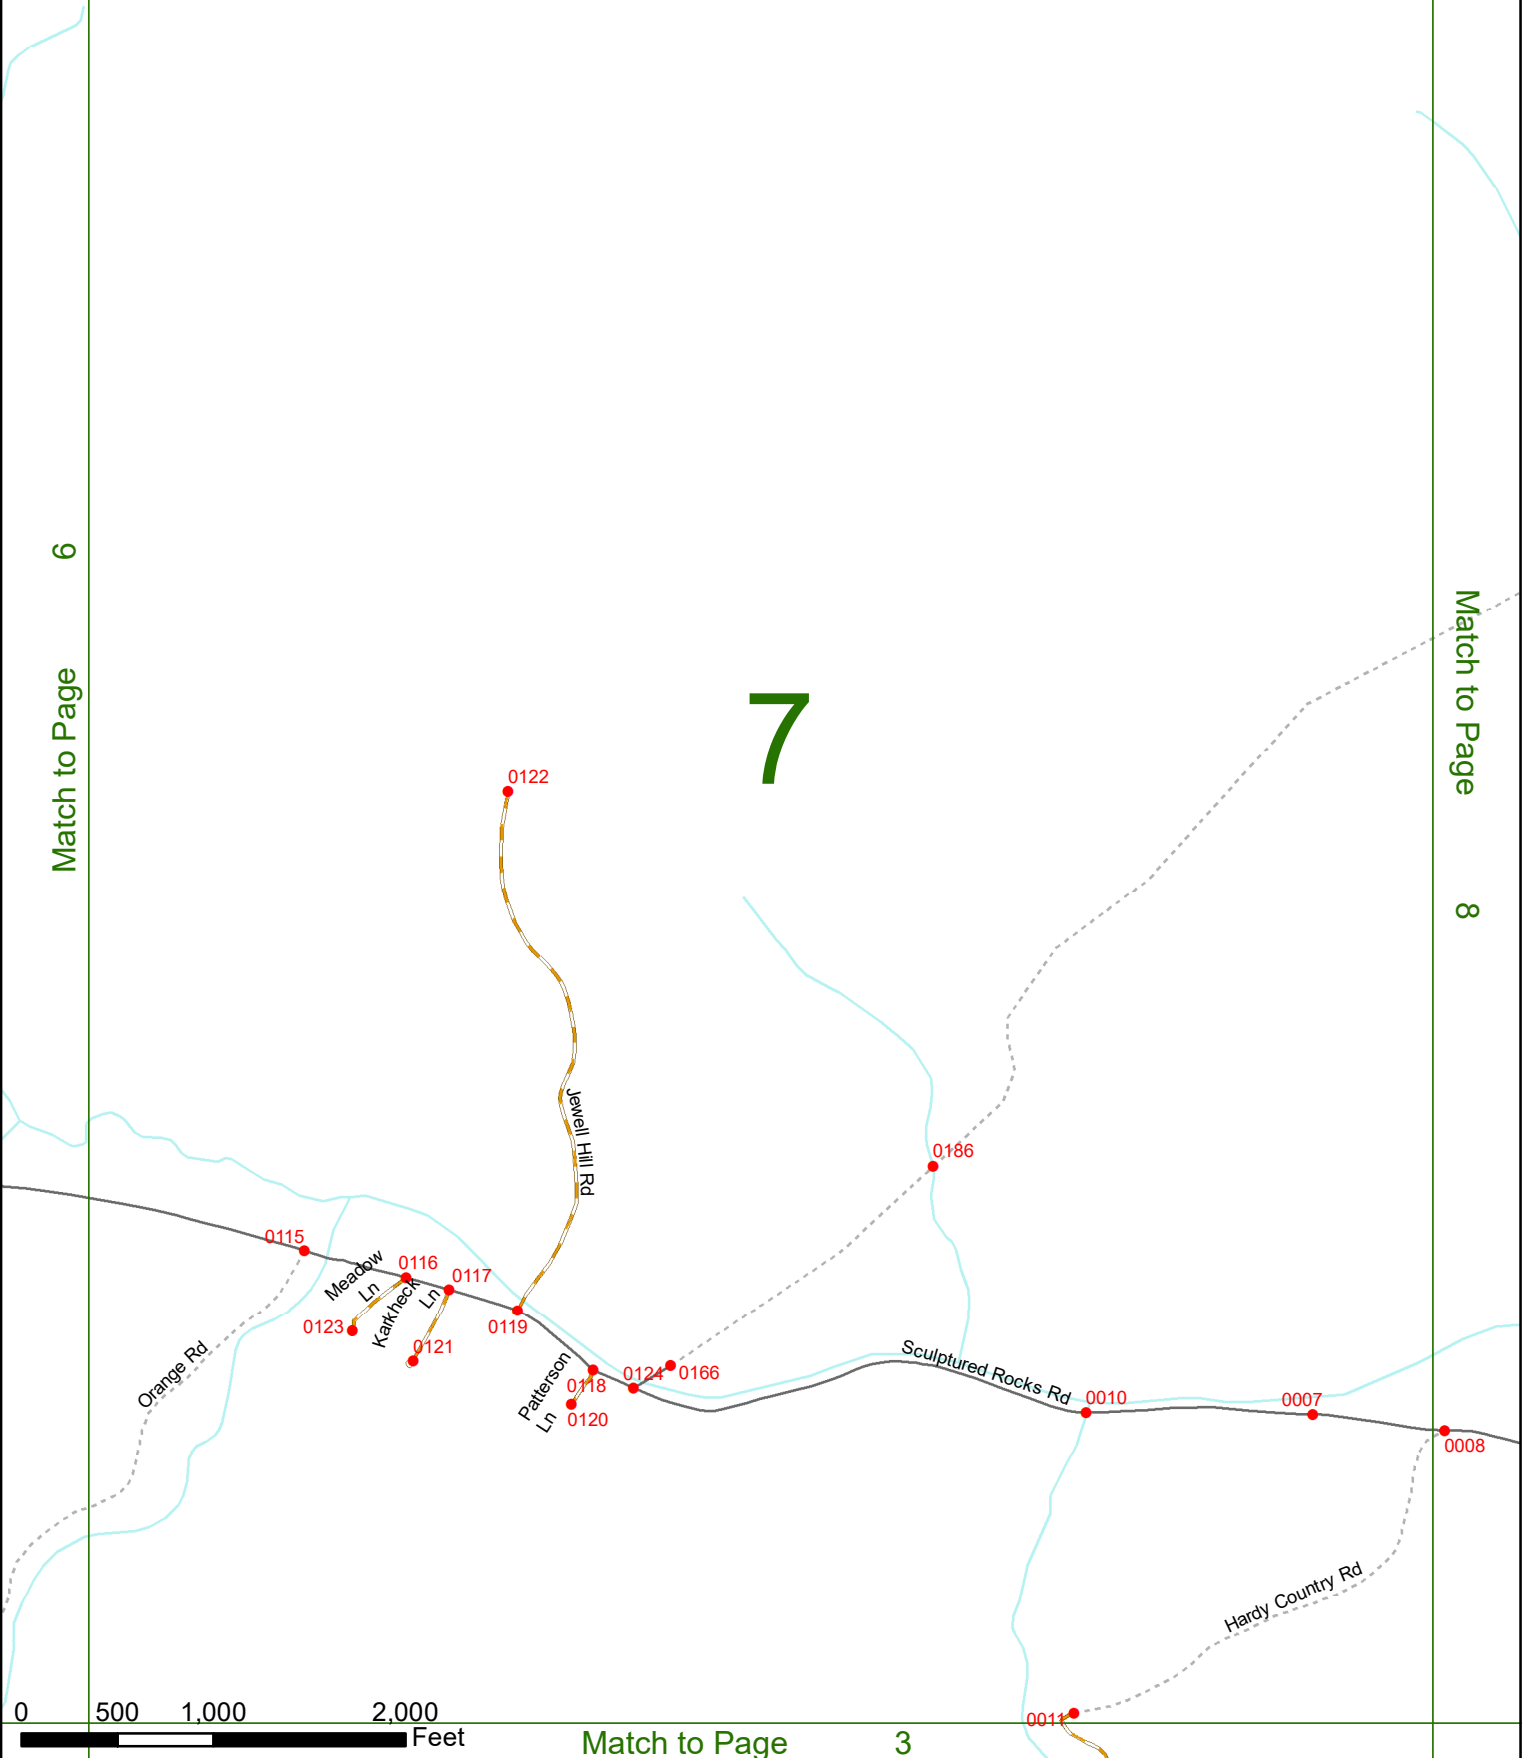 6
Match to Page
Match to Page
8
7
0122
Jewell Hill Rd
0186
0115
Meadow
Ln
0116
Karkheck
Ln
0117
0123
0121
0119
Orange Rd
Patterson
Ln
0118
0124
0166
0120
Sculptured Rocks Rd
0010
0007
0008
Hardy Country Rd
0011
0 500 1,000 2,000
Feet
Match to Page 3